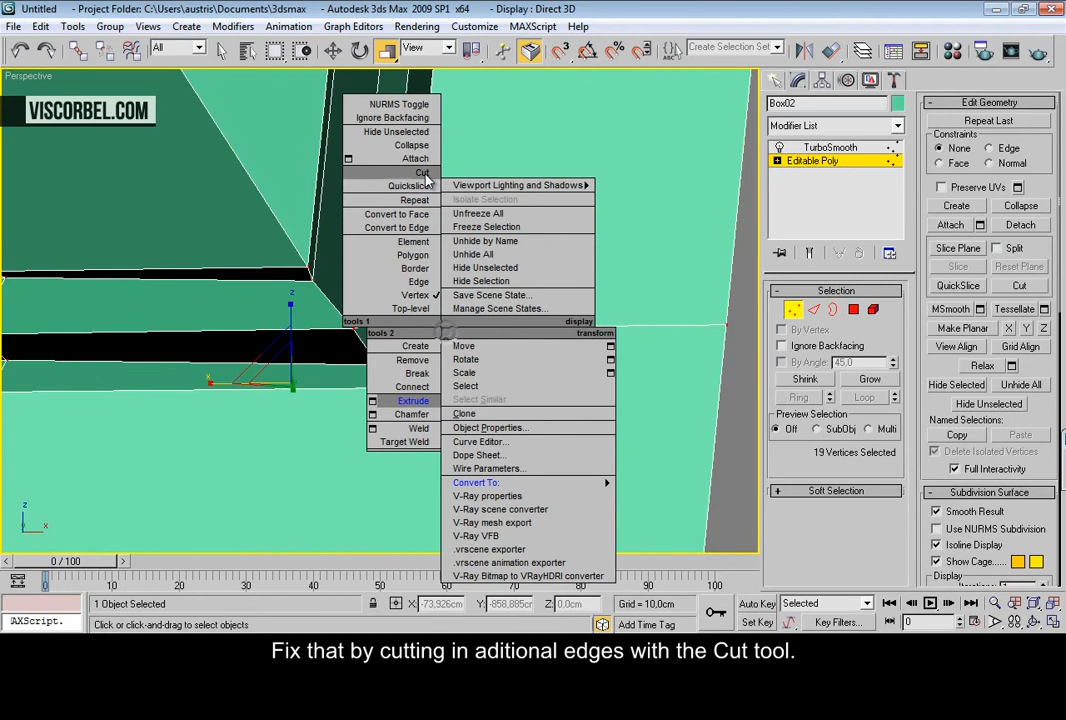 Untitled - Project Folder: C:\Users\austris\Documents\3dsmax - Autodesk 3ds Max 2009 SP1 x64 - Display : Direct 3D
File Edit Tools Group Views Create Modifiers Animation Graph Editors Rendering Customize MAXScript Help
All View Create Selection Set
Perspective
VISCORBEL.COM
NURMS Toggle
Ignore Backfacing
Hide Unselected
Collapse
Attach
Cut
Quickslice
Repeat
Convert to Face
Convert to Edge
Element
Polygon
Border
Edge
Vertex
Top-level
tools 1
Viewport Lighting and Shadows
Isolate Selection
Unfreeze All
Freeze Selection
Unhide by Name
Unhide All
Hide Unselected
Hide Selection
Save Scene State...
Manage Scene States...
display
tools 2
Create
Remove
Break
Connect
Extrude
Chamfer
Weld
Target Weld
transform
Move
Rotate
Scale
Select
Select Similar
Clone
Object Properties...
Curve Editor...
Dope Sheet...
Wire Parameters...
Convert To:
V-Ray properties
V-Ray scene converter
V-Ray mesh export
V-Ray VFB
.vrscene exporter
.vrscene animation exporter
V-Ray Bitmap to VRayHDRI converter
z
x
z
x
Box02
Modifier List
TurboSmooth
Editable Poly
Selection
By Vertex
Ignore Backfacing
By Angle: 45,0
Shrink Grow
Ring Loop
Preview Selection
Off SubObj Multi
19 Vertices Selected
Soft Selection
Edit Geometry
Repeat Last
Constraints
None Edge
Face Normal
Preserve UVs
Create Collapse
Attach Detach
Slice Plane Split
Slice Reset Plane
QuickSlice Cut
MSmooth Tessellate
Make Planar X Y Z
View Align Grid Align
Relax
Hide Selected Unhide All
Hide Unselected
Named Selections:
Copy Paste
Delete Isolated Vertices
Full Interactivity
Subdivision Surface
Smooth Result
Use NURMS Subdivision
Isoline Display
Show Cage......
Display
0 / 100
0 10 20 30 40 50 60 70 80 90 100
1 Object Selected X: -73,926cm Y: -858,885cm Z: 0,0cm Grid = 10,0cm Auto Key Selected
AXScript. Click or click-and-drag to select objects Add Time Tag Set Key Key Filters... 0
Fix that by cutting in aditional edges with the Cut tool.